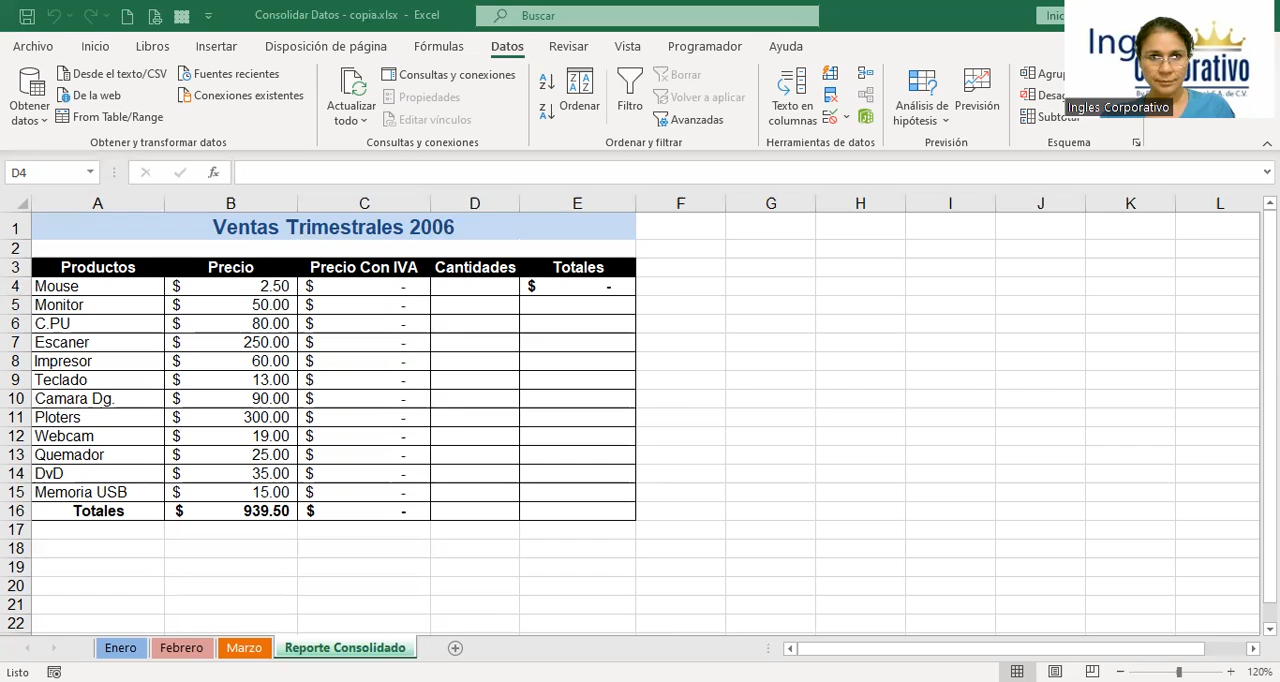 Consolidar Datos - copia.xlsx - Excel
Buscar
Archivo Inicio Libros Insertar Disposición de página Fórmulas Datos Revisar Vista Programador Ayuda
Obtener datos
Desde el texto/CSV
De la web
From Table/Range
Fuentes recientes
Conexiones existentes
Actualizar todo
Consultas y conexiones
Propiedades
Editar vínculos
Ordenar
Filtro
Borrar
Volver a aplicar
Avanzadas
Texto en columnas
Análisis de hipótesis
Previsión
Obtener y transformar datos
Consultas y conexiones
Ordenar y filtrar
Herramientas de datos
Previsión
Esquema
Corporativo
Ingles Corporativo
D4
fx
A B C D E F G H I J K L
1 Ventas Trimestrales 2006
2
3 Productos Precio Precio Con IVA Cantidades Totales
4 Mouse $ 2.50 $ - $ -
5 Monitor $ 50.00 $ -
6 C.PU $ 80.00 $ -
7 Escaner $ 250.00 $ -
8 Impresor $ 60.00 $ -
9 Teclado $ 13.00 $ -
10 Camara Dg. $ 90.00 $ -
11 Ploters $ 300.00 $ -
12 Webcam $ 19.00 $ -
13 Quemador $ 25.00 $ -
14 DvD $ 35.00 $ -
15 Memoria USB $ 15.00 $ -
16 Totales $ 939.50 $ -
17
18
19
20
21
22
Enero Febrero Marzo Reporte Consolidado
Listo
120%